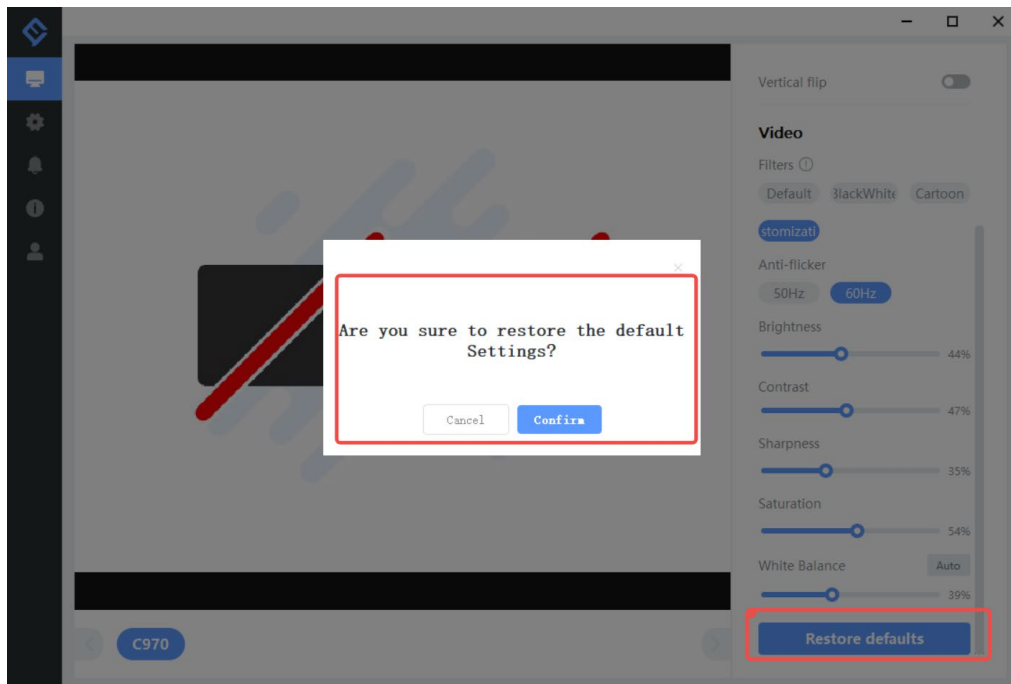 Vertical flip
Video
Filters
Default BlackWhite Cartoon
stomizati
Anti-flicker
50Hz 60Hz
Brightness
44%
Contrast
47%
Sharpness
35%
Saturation
54%
White Balance Auto
39%
Restore defaults
Are you sure to restore the default
Settings?
Cancel Confirm
C970